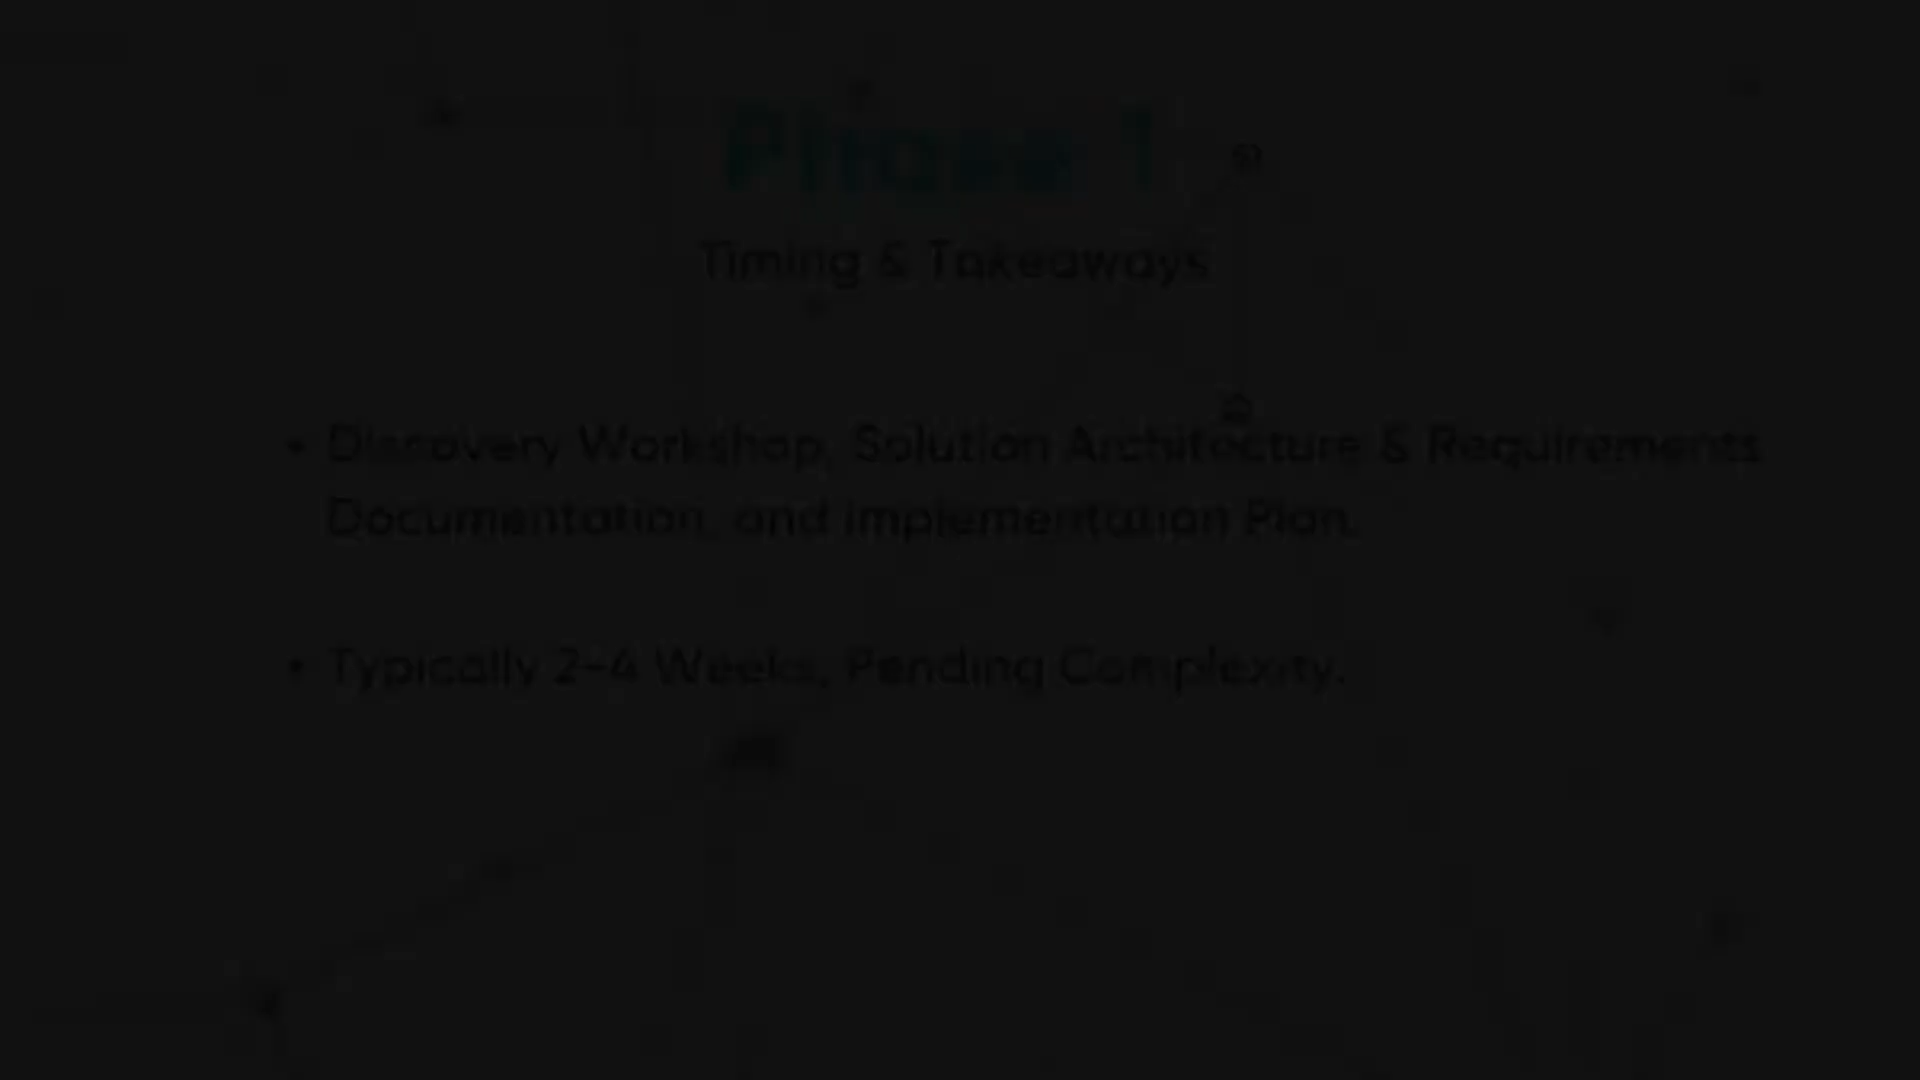 Phase 1
Timing & Takeaways
• Discovery Workshop, Solution Architecture & Requirements
Documentation, and Implementation Plan.
• Typically 2–4 Weeks, Pending Complexity.